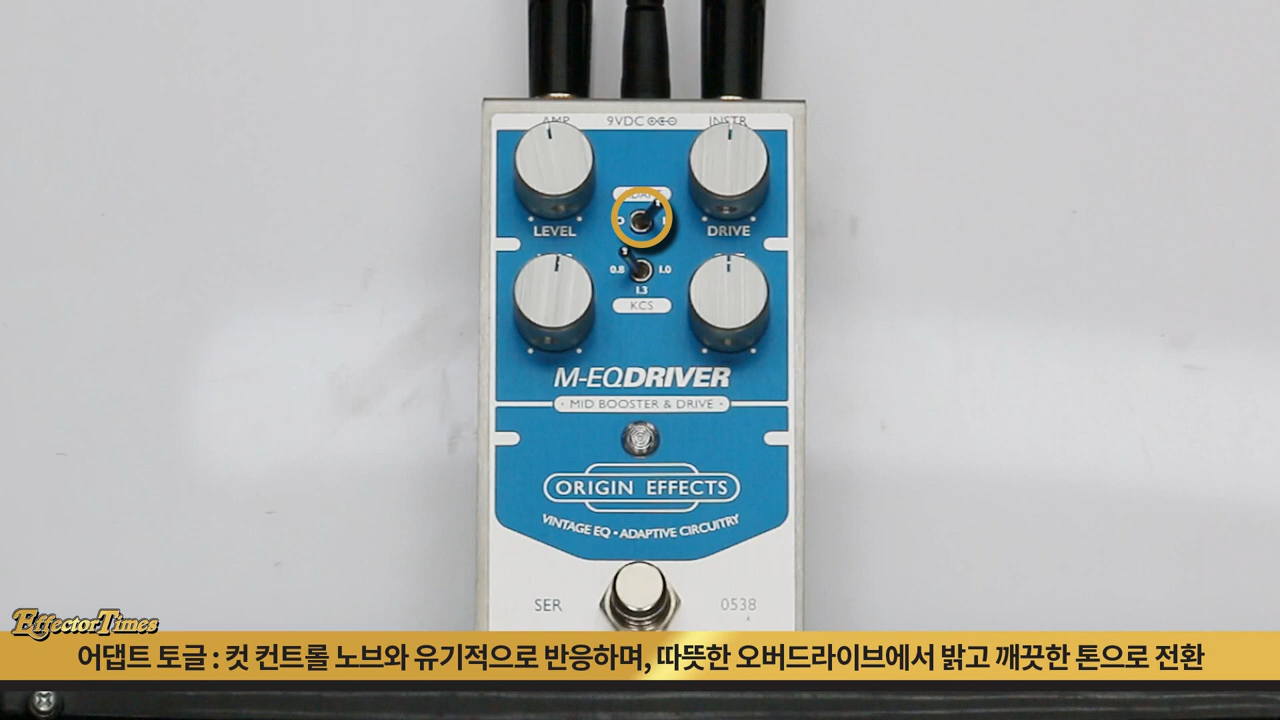 AMP 9VDC INSTR
LEVEL DRIVE
0.8 1.0
1.3
KCS
M-EQDRIVER
MID BOOSTER & DRIVE
ORIGIN EFFECTS
VINTAGE EQ • ADAPTIVE CIRCUITRY
SER 0538
EffectorTimes
어댑트 토글 : 컷 컨트롤 노브와 유기적으로 반응하며, 따뜻한 오버드라이브에서 밝고 깨끗한 톤으로 전환